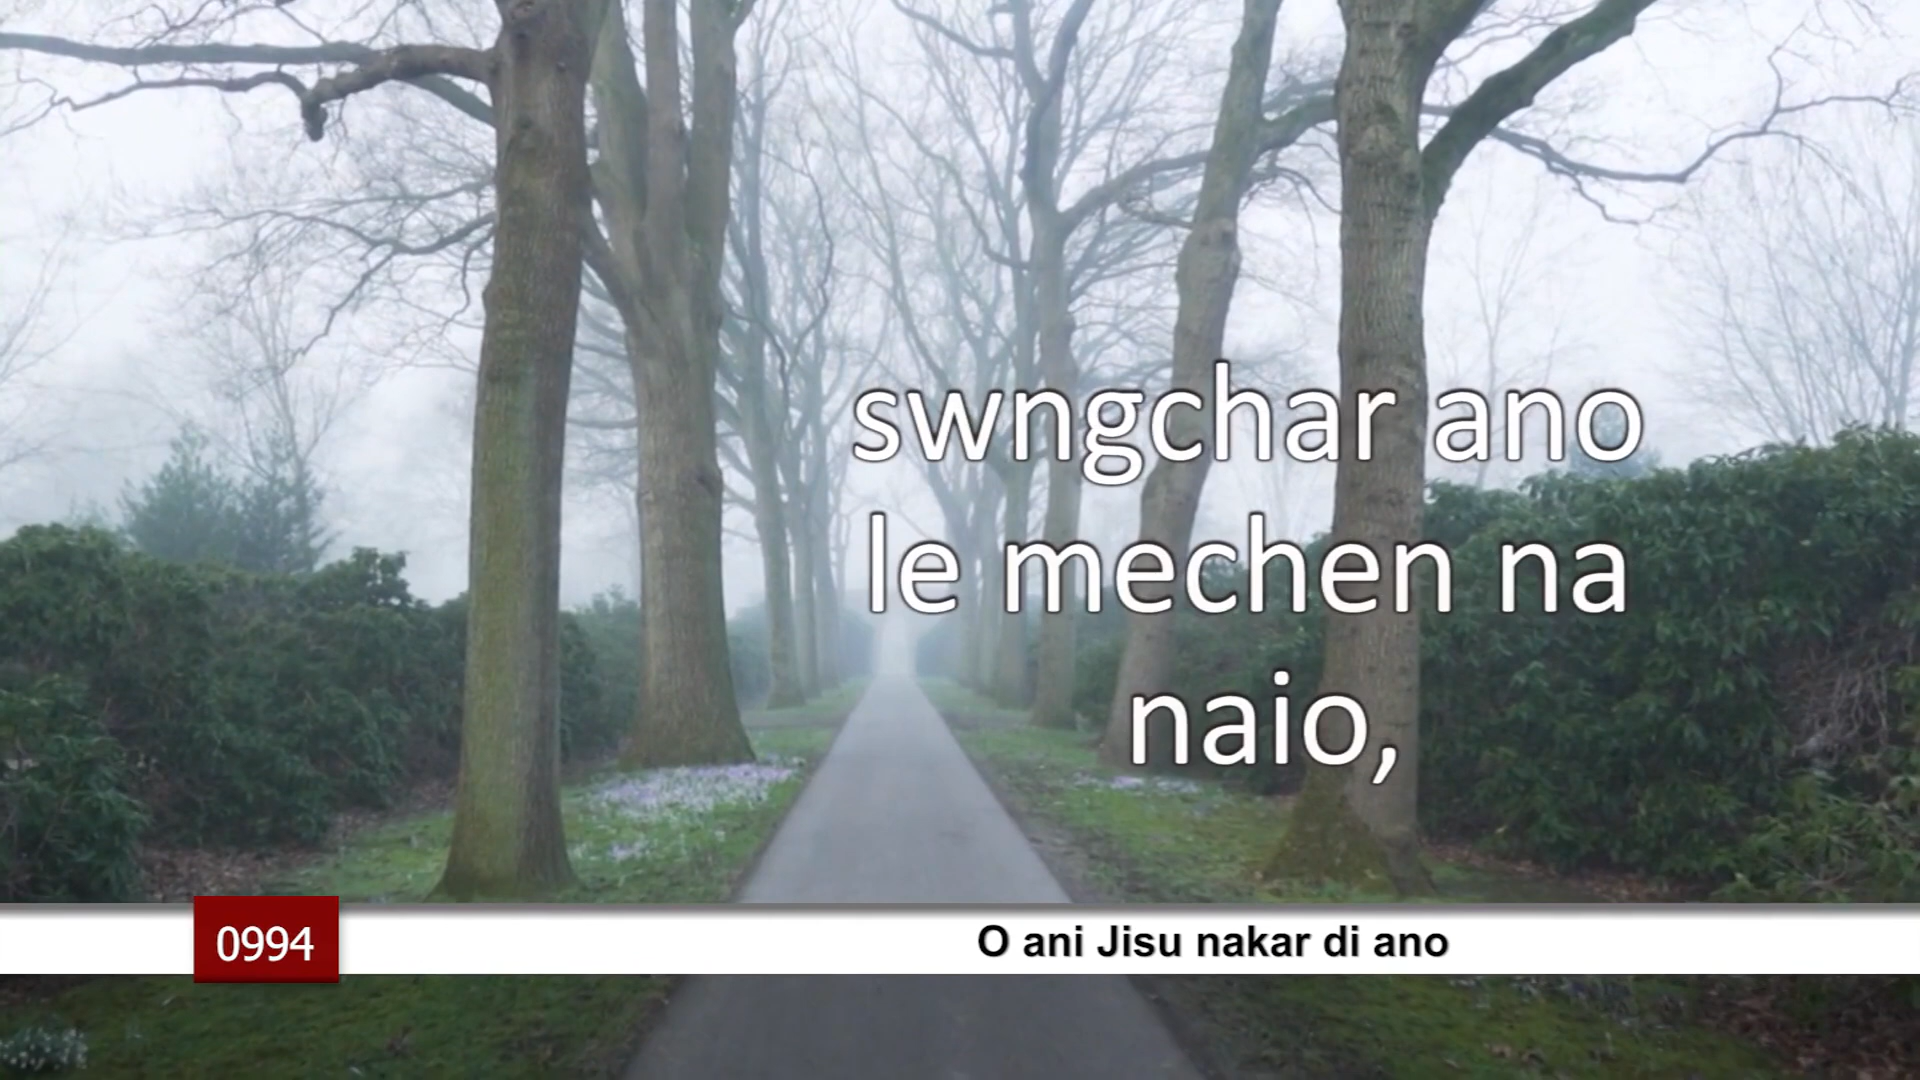 swngchar ano
le mechen na
naio,
0994
O ani Jisu nakar di ano